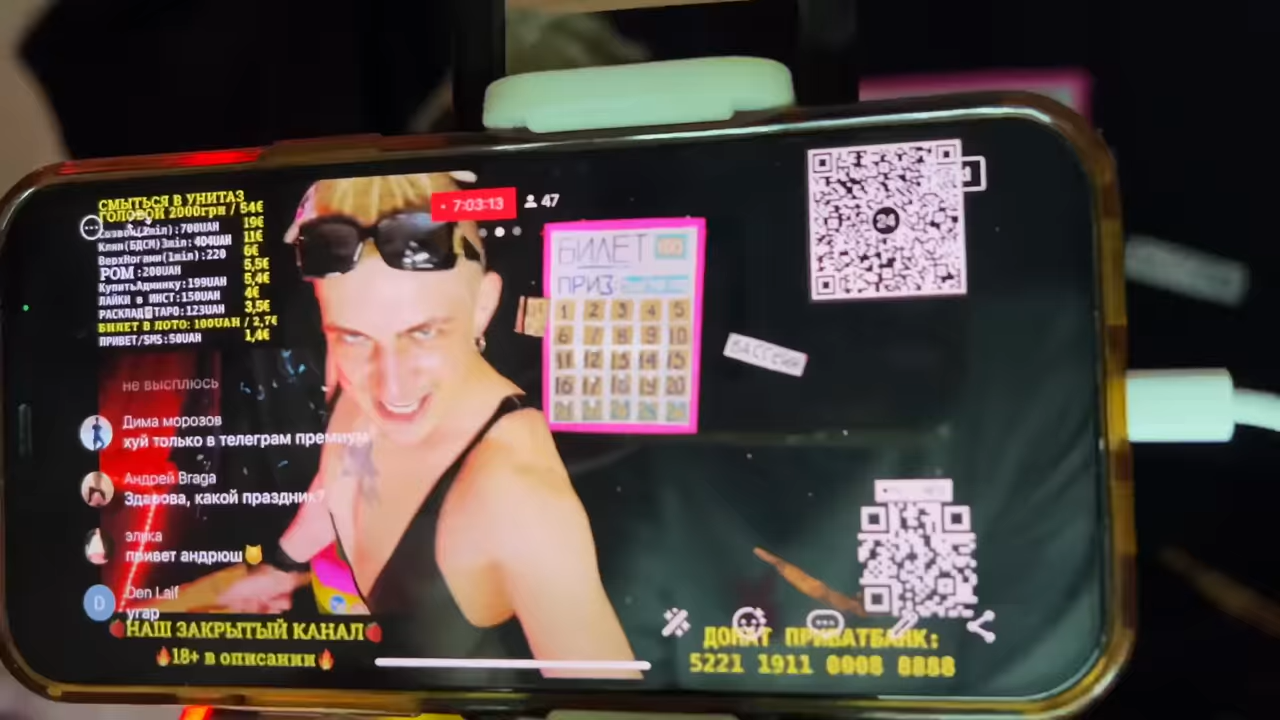 СМЫТЬСЯ В УНИТАЗ
ГОЛОВОЙ 2000грн / 54€
Созвон(2min):700UAH 19€
Клин(БДСМ)3min:404UAH 11€
ВерхНогами(1min):220 6€
РОМ:200UAH 5,5€
КупитьАдминку:199UAH 5,4€
ЛАЙКИ в ИНСТ:150UAH 4€
РАСКЛАД ТАРО:123UAH 3,5€
БИЛЕТ В ЛОТО: 100UAH / 2,7€
ПРИВЕТ/SMS:50UAH 1,4€
7:03:13 47
БИЛЕТ
ПРИЗ:
1 2 3 4 5
6 7 8 9 10
11 12 13 14 15
16 17 18 19 20
24
БАССЕЙН
не высплюсь
Дима морозов
хуй только в телеграм премиум
Андрей Braga
Здарова, какой праздник?
элика
привет андрюш
D
Den Laif
угар
НАШ ЗАКРЫТЫЙ КАНАЛ
18+ в описании
ДОНАТ ПРИВАТБАНК:
5221 1911 0008 8888